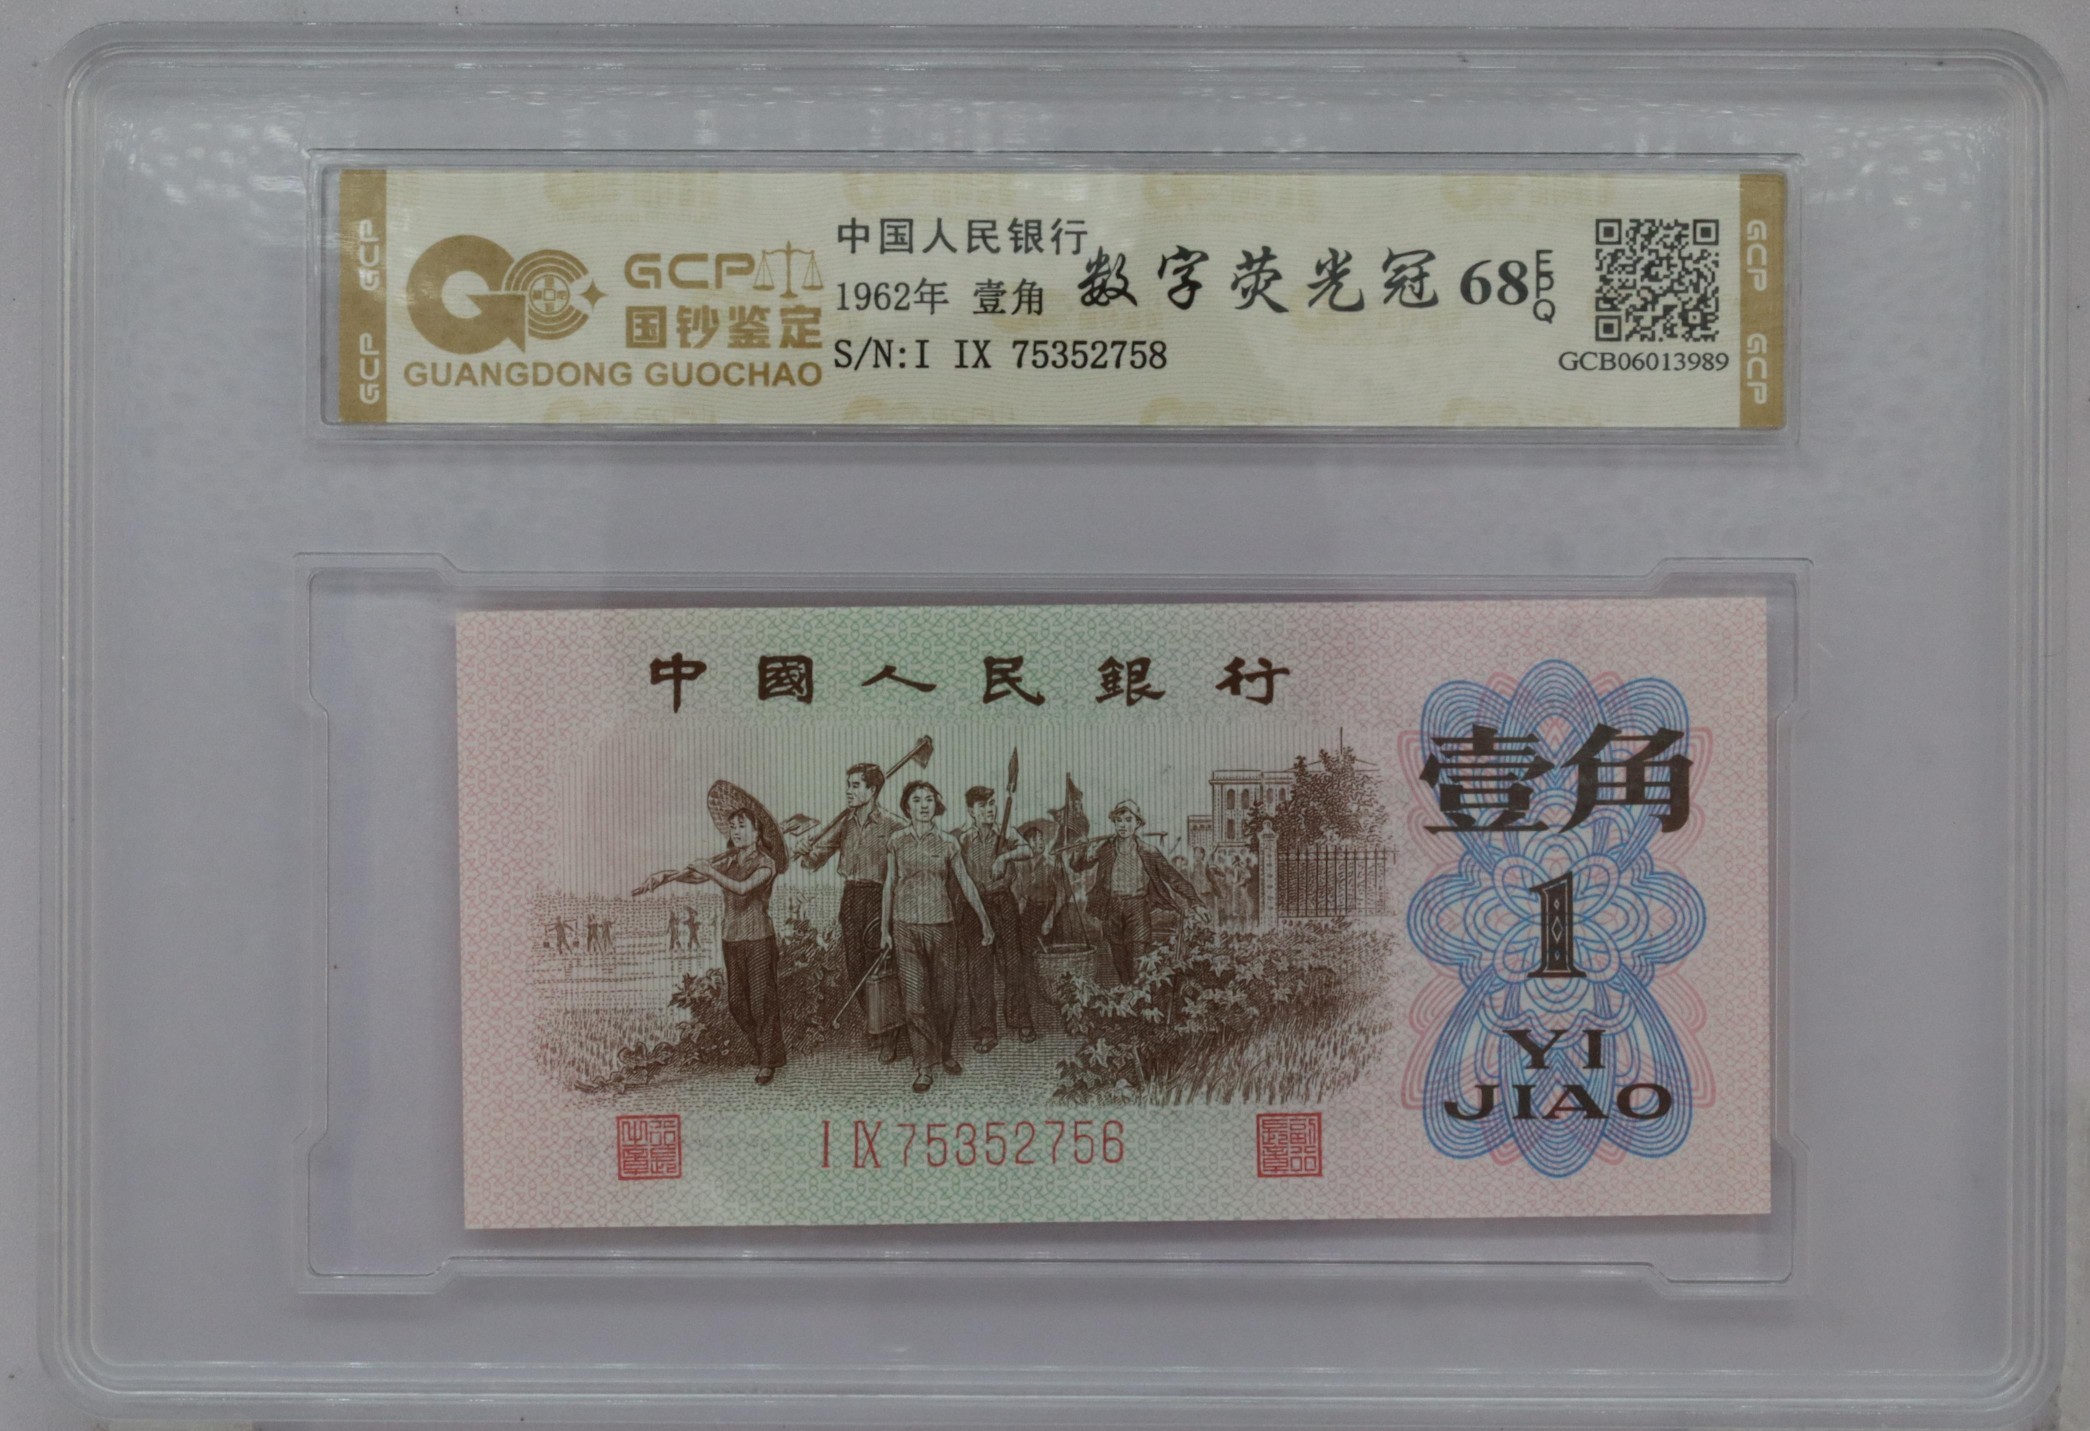 GCP GCP
GCP
国钞鉴定
GUANGDONG GUOCHAO
中国人民银行
1962年 壹角
S/N:I IX 75352758
数字荧光冠 68 EPQ
GCB06013989
GCP GCP
中國人民銀行
壹角
1
YI
JIAO
I IX 75352756